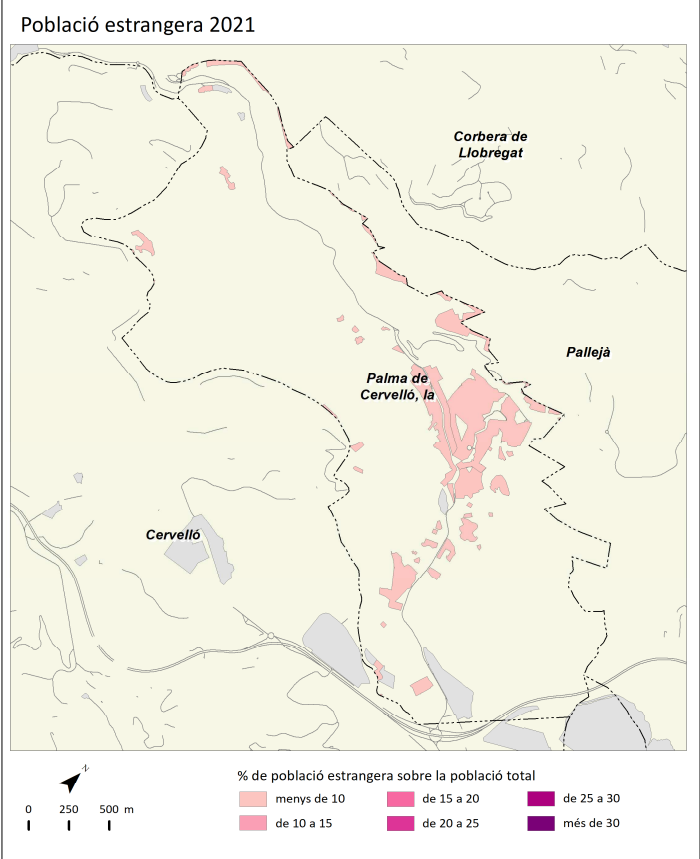 Població estrangera 2021
Corbera de
Llobregat
Pallejà
Palma de
Cervelló, la
Cervelló
N
% de població estrangera sobre la població total
0 250 500 m
menys de 10
de 15 a 20
de 25 a 30
de 10 a 15
de 20 a 25
més de 30